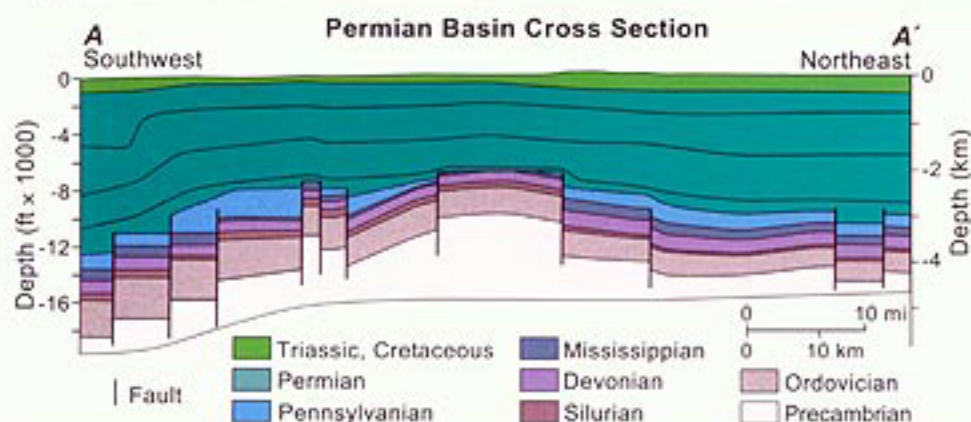 Permian Basin Cross Section
A
A´
Southwest
Northeast
0
0
-4
-2
-8
-12
-4
-16
Depth (ft x 1000)
Depth (km)
0 10 mi
0 10 km
Triassic, Cretaceous
Mississippian
Permian
Devonian
Ordovician
Fault
Pennsylvanian
Silurian
Precambrian